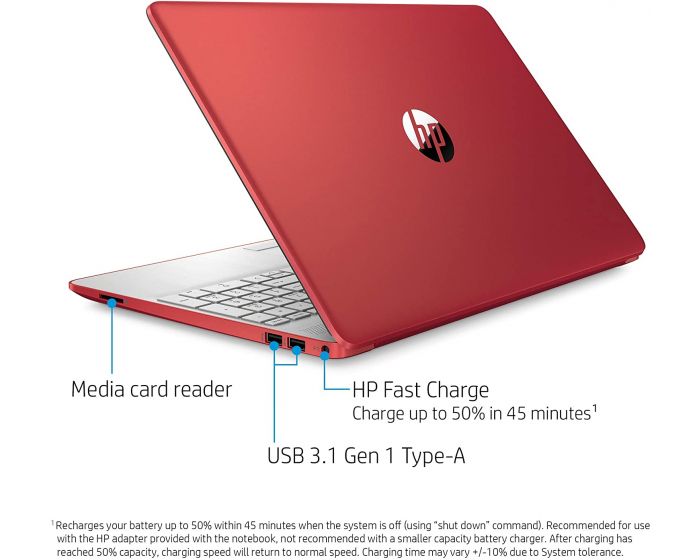 hp
Media card reader
HP Fast Charge
Charge up to 50% in 45 minutes¹
USB 3.1 Gen 1 Type-A
¹ Recharges your battery up to 50% within 45 minutes when the system is off (using “shut down” command). Recommended for use
with the HP adapter provided with the notebook, not recommended with a smaller capacity battery charger. After charging has
reached 50% capacity, charging speed will return to normal speed. Charging time may vary +/-10% due to System tolerance.